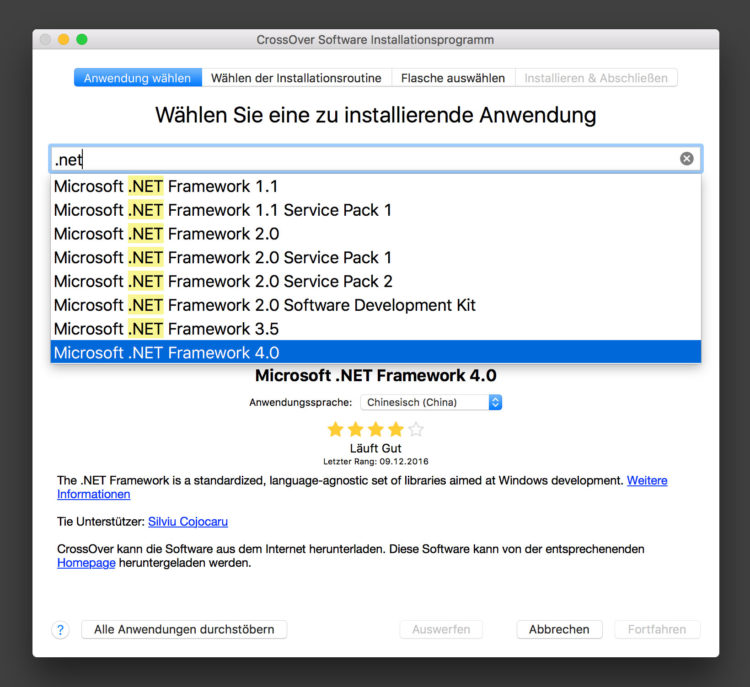 CrossOver Software Installationsprogramm
Anwendung wählen Wählen der Installationsroutine Flasche auswählen Installieren & Abschließen
Wählen Sie eine zu installierende Anwendung
.net
Microsoft .NET Framework 1.1
Microsoft .NET Framework 1.1 Service Pack 1
Microsoft .NET Framework 2.0
Microsoft .NET Framework 2.0 Service Pack 1
Microsoft .NET Framework 2.0 Service Pack 2
Microsoft .NET Framework 2.0 Software Development Kit
Microsoft .NET Framework 3.5
Microsoft .NET Framework 4.0
Microsoft .NET Framework 4.0
Anwendungssprache: Chinesisch (China)
Läuft Gut
Letzter Rang: 09.12.2016
The .NET Framework is a standardized, language-agnostic set of libraries aimed at Windows development. Weitere
Informationen
Tie Unterstützer: Silviu Cojocaru
CrossOver kann die Software aus dem Internet herunterladen. Diese Software kann von der entsprechenenden
Homepage heruntergeladen werden.
? Alle Anwendungen durchstöbern Auswerfen Abbrechen Fortfahren